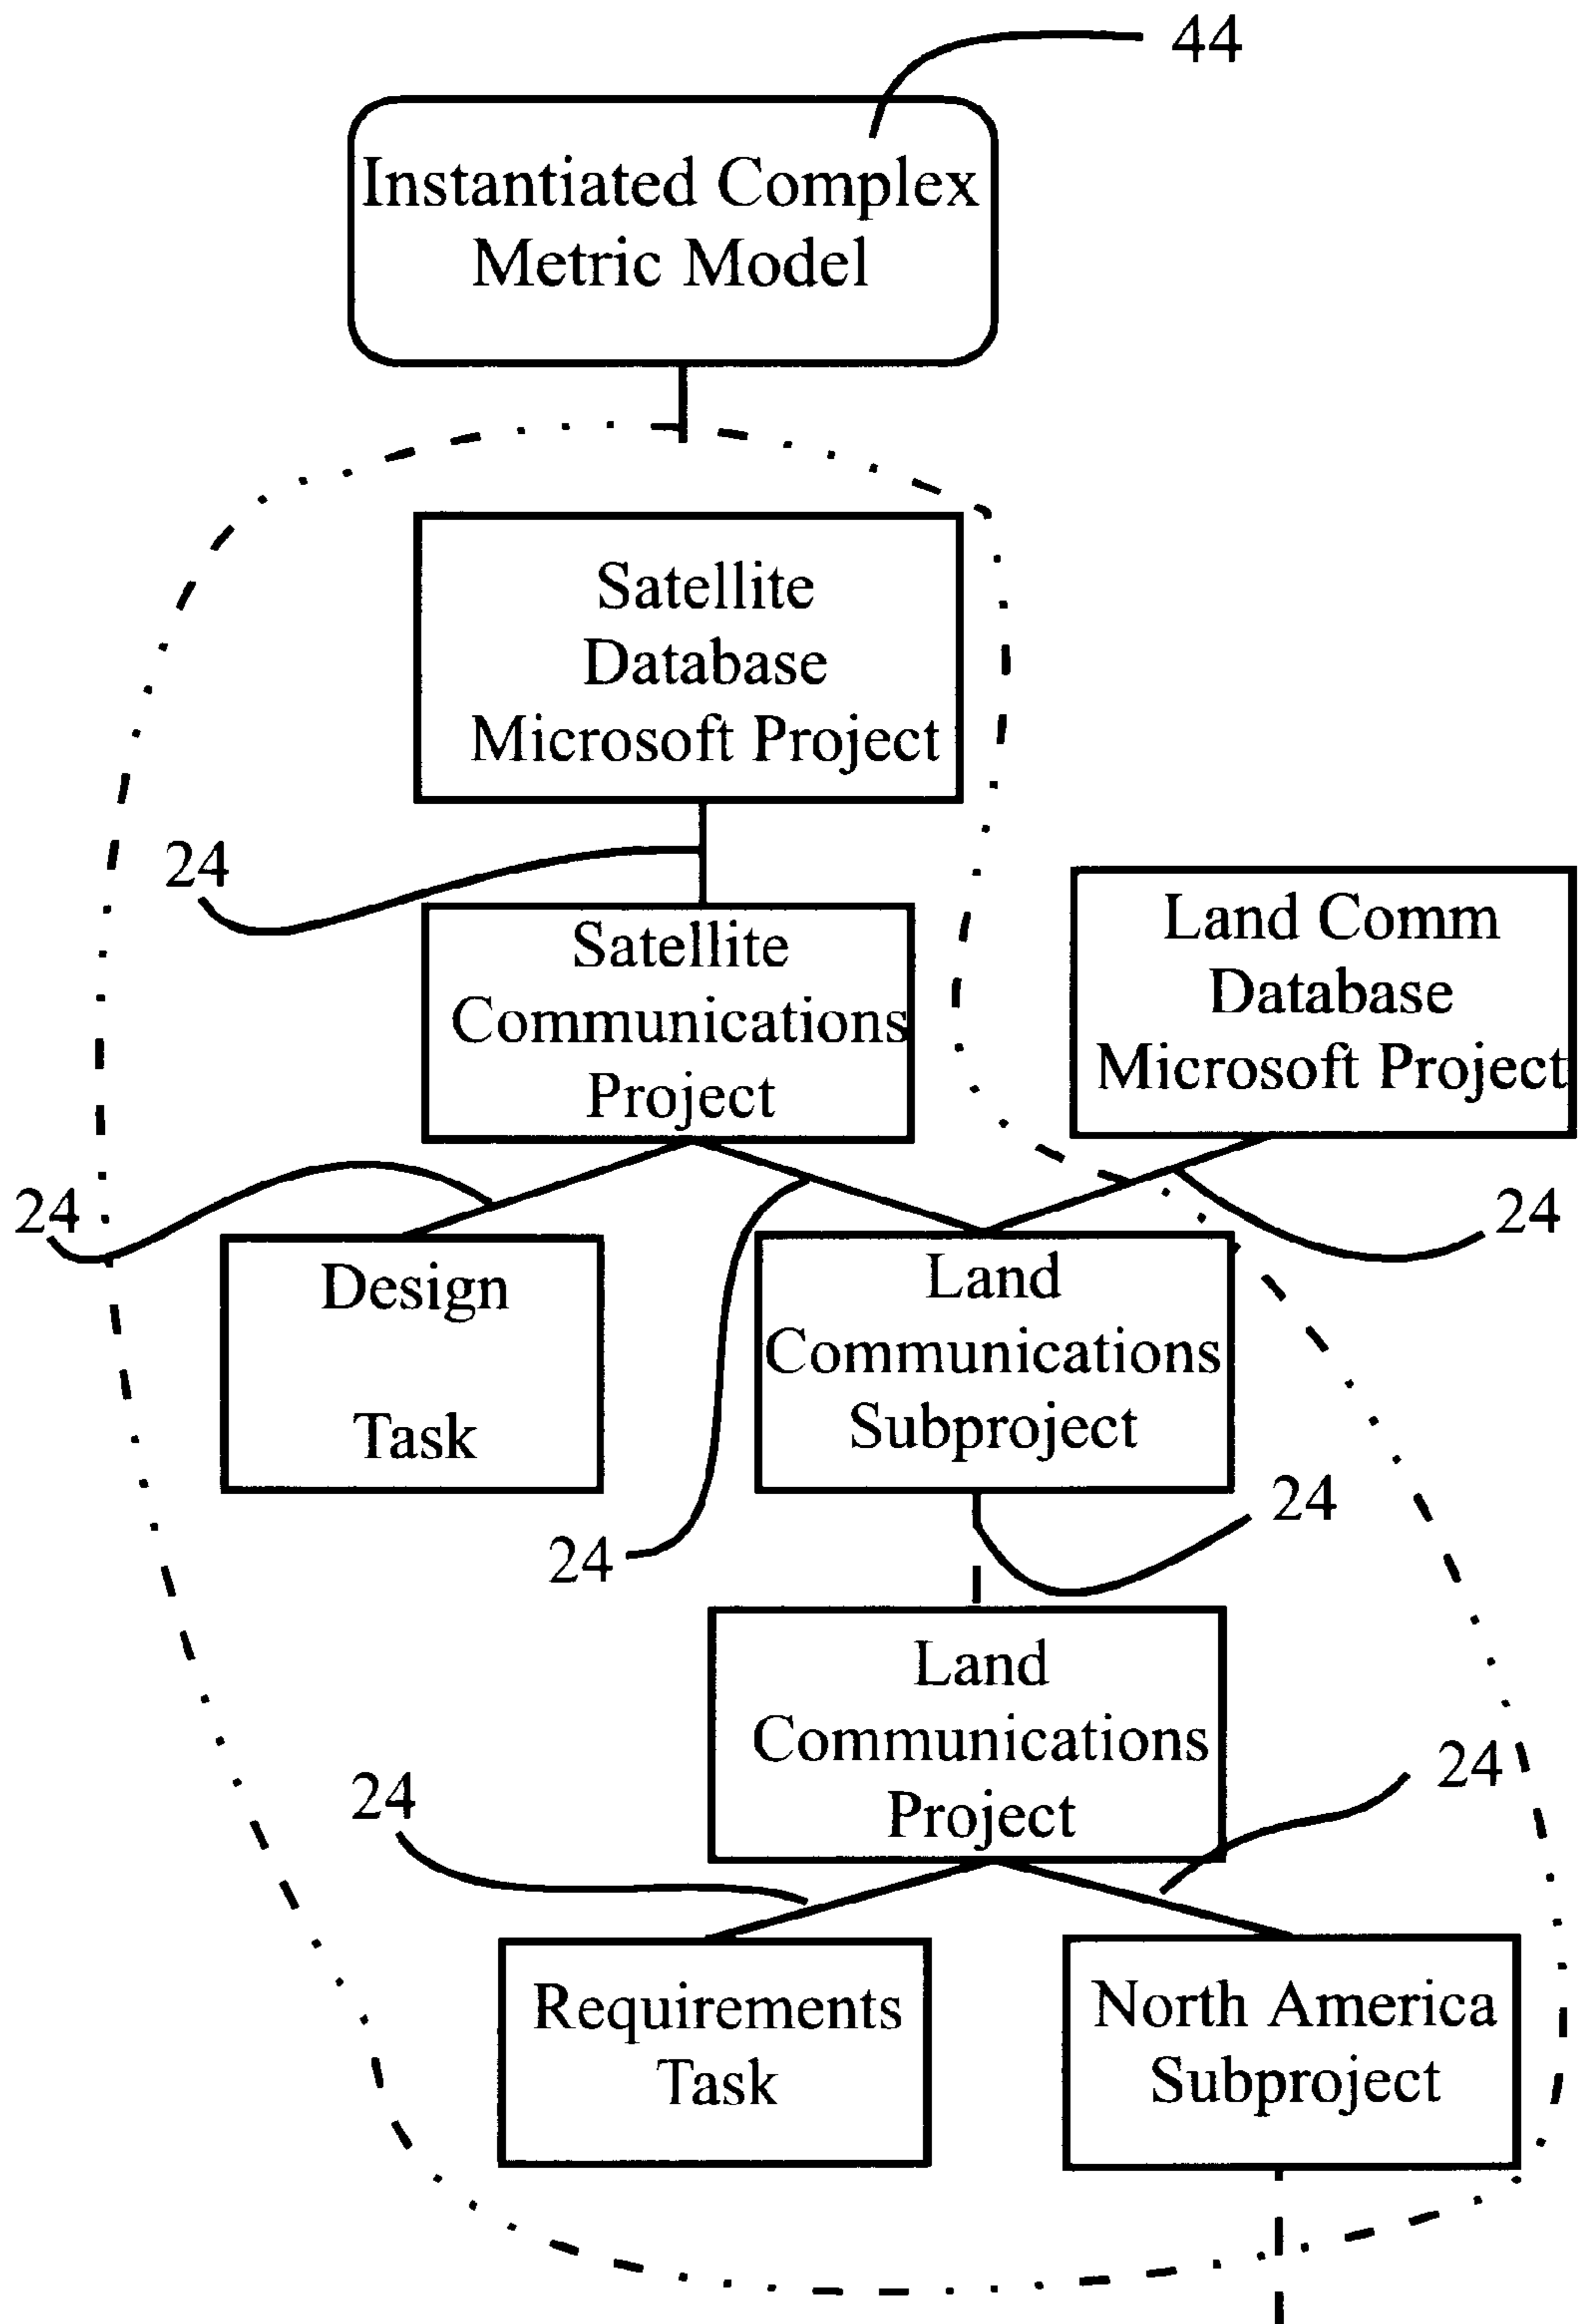 44
Instantiated Complex
Metric Model
Satellite
Database
Microsoft Project
24
Satellite
Communications
Project
Land Comm
Database
Microsoft Project
24
24
Design
Task
Land
Communications
Subproject
24
24
Land
Communications
Project
24
24
Requirements
Task
North America
Subproject